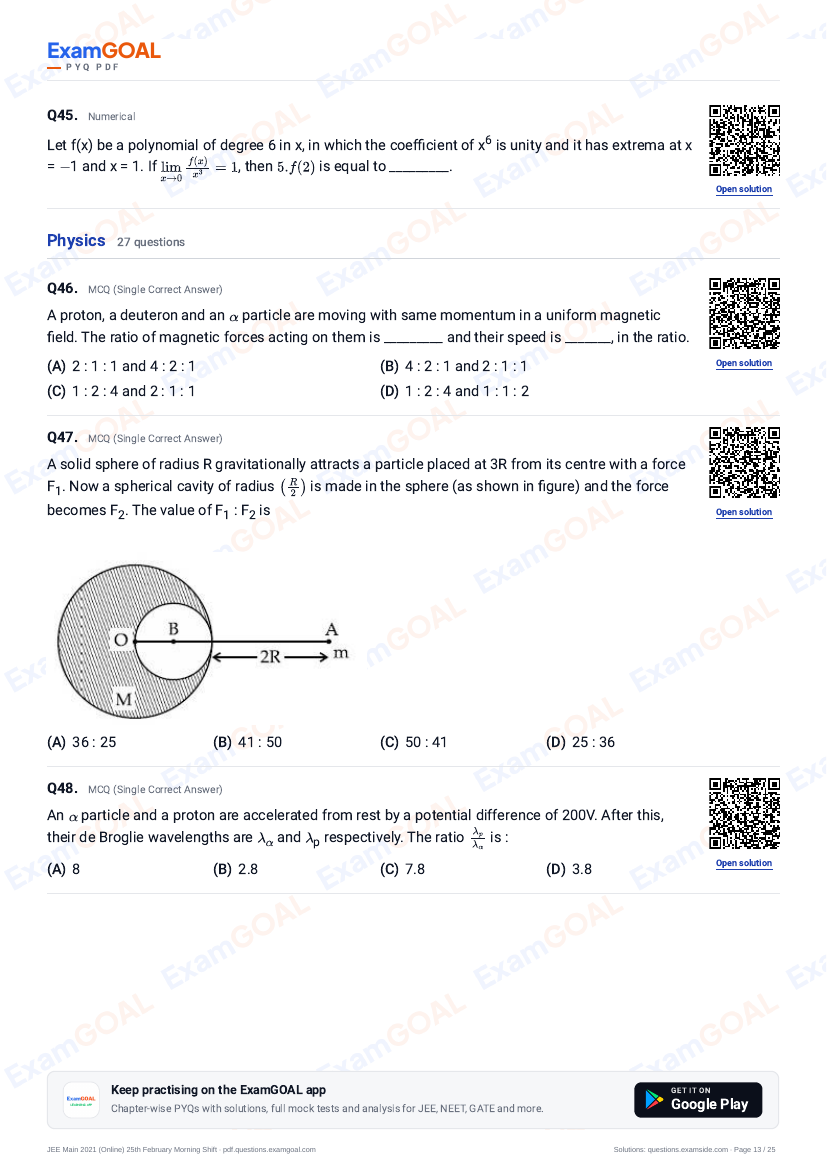 ExamGOAL
PYQ PDF
Q45. Numerical
Let f(x) be a polynomial of degree 6 in x, in which the coefficient of x⁶ is unity and it has extrema at x
= −1 and x = 1. If lim x→0 f(x)/x³ = 1, then 5.f(2) is equal to _________.
Open solution
Physics 27 questions
Q46. MCQ (Single Correct Answer)
A proton, a deuteron and an α particle are moving with same momentum in a uniform magnetic
field. The ratio of magnetic forces acting on them is _________ and their speed is _______, in the ratio.
(A) 2 : 1 : 1 and 4 : 2 : 1
(B) 4 : 2 : 1 and 2 : 1 : 1
(C) 1 : 2 : 4 and 2 : 1 : 1
(D) 1 : 2 : 4 and 1 : 1 : 2
Open solution
Q47. MCQ (Single Correct Answer)
A solid sphere of radius R gravitationally attracts a particle placed at 3R from its centre with a force
F₁. Now a spherical cavity of radius (R/2) is made in the sphere (as shown in figure) and the force
becomes F₂. The value of F₁ : F₂ is
Open solution
O B A
2R m
M
(A) 36 : 25 (B) 41 : 50 (C) 50 : 41 (D) 25 : 36
Q48. MCQ (Single Correct Answer)
An α particle and a proton are accelerated from rest by a potential difference of 200V. After this,
their de Broglie wavelengths are λα and λp respectively. The ratio λp/λα is :
(A) 8 (B) 2.8 (C) 7.8 (D) 3.8
Open solution
ExamGOAL
Keep practising on the ExamGOAL app
Chapter-wise PYQs with solutions, full mock tests and analysis for JEE, NEET, GATE and more.
GET IT ON
Google Play
JEE Main 2021 (Online) 25th February Morning Shift · pdf.questions.examgoal.com
Solutions: questions.examside.com · Page 13 / 25